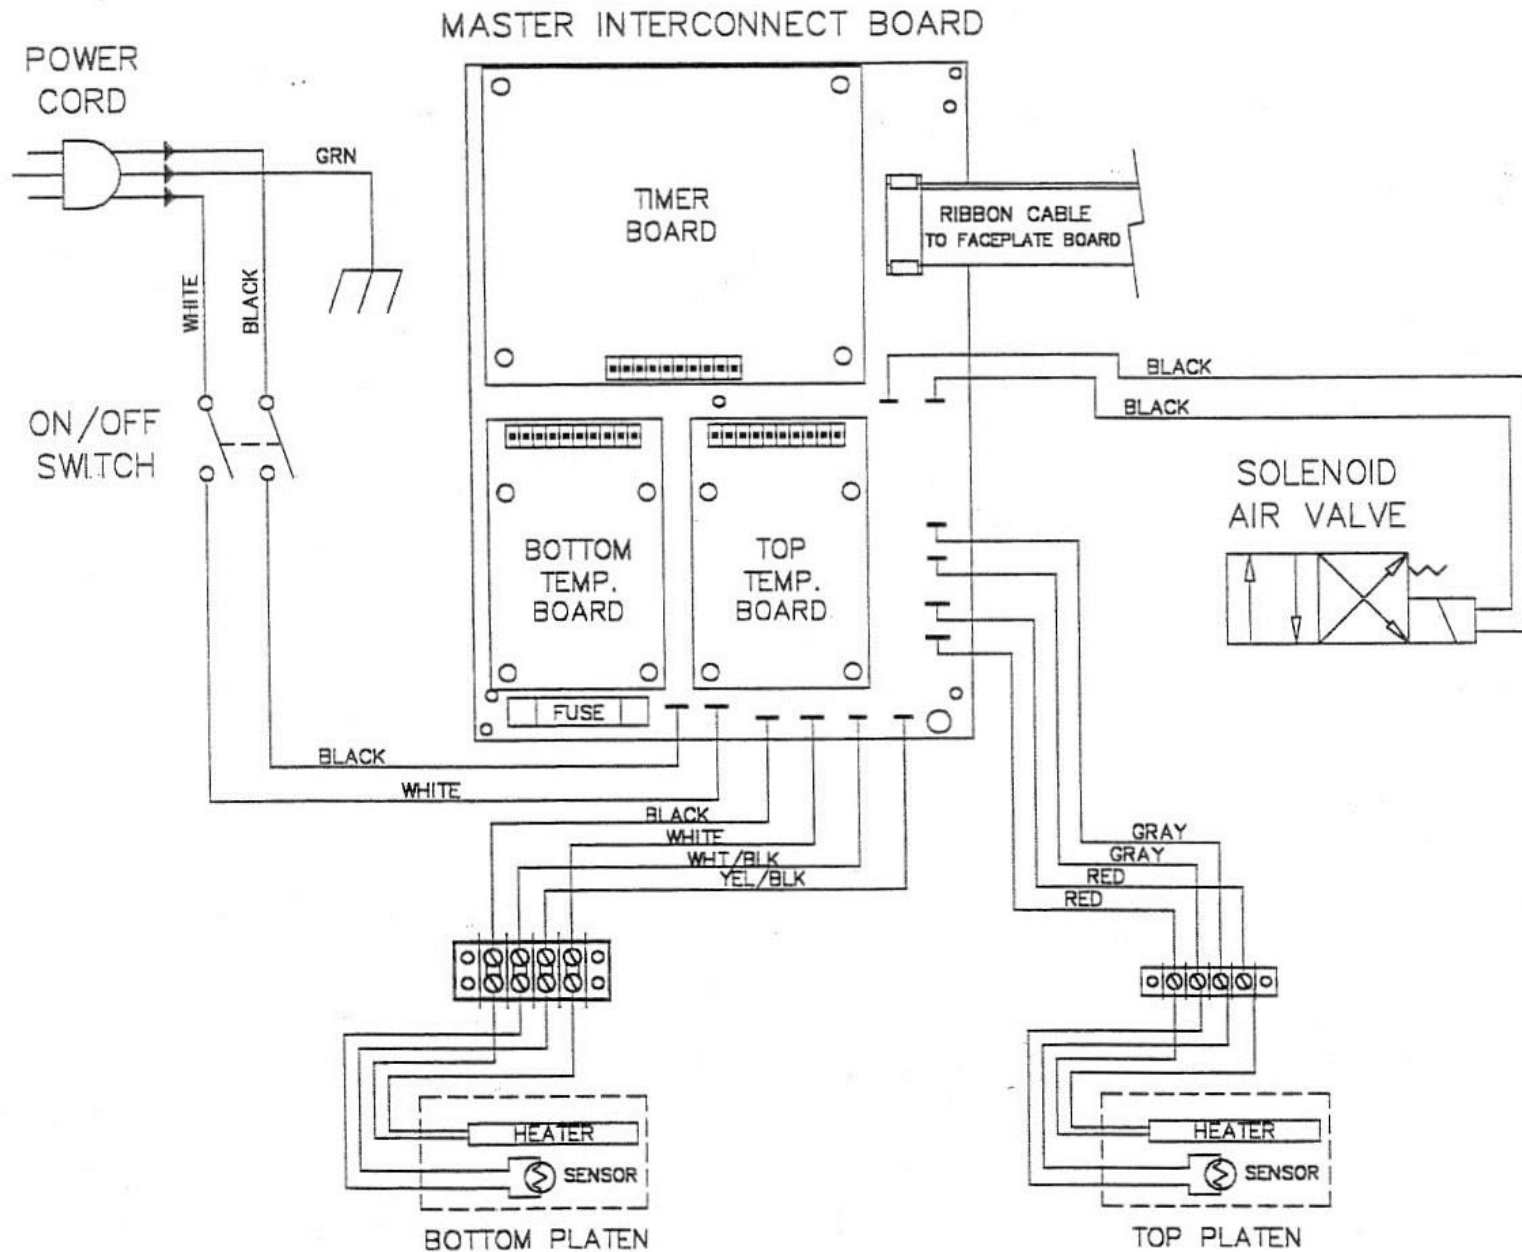 MASTER INTERCONNECT BOARD
POWER
CORD
GRN
TIMER
BOARD
RIBBON CABLE
TO FACEPLATE BOARD
WHITE
BLACK
BLACK
BLACK
ON/OFF
SWITCH
SOLENOID
AIR VALVE
BOTTOM
TEMP.
BOARD
TOP
TEMP.
BOARD
FUSE
BLACK
WHITE
BLACK
WHITE
WHT/BLK
YEL/BLK
GRAY
GRAY
RED
RED
HEATER
SENSOR
BOTTOM PLATEN
HEATER
SENSOR
TOP PLATEN